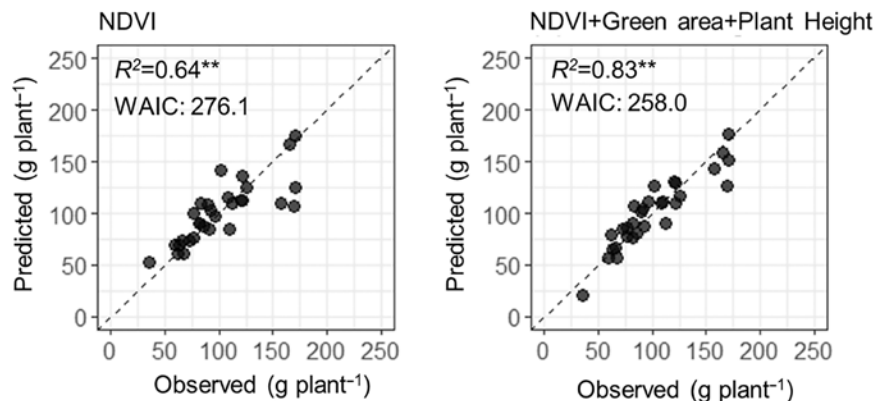 NDVI
R²=0.64**
WAIC: 276.1
250
200
150
100
50
0
Predicted (g plant⁻¹)
0 50 100 150 200 250
Observed (g plant⁻¹)
NDVI+Green area+Plant Height
R²=0.83**
WAIC: 258.0
250
200
150
100
50
0
Predicted (g plant⁻¹)
0 50 100 150 200 250
Observed (g plant⁻¹)